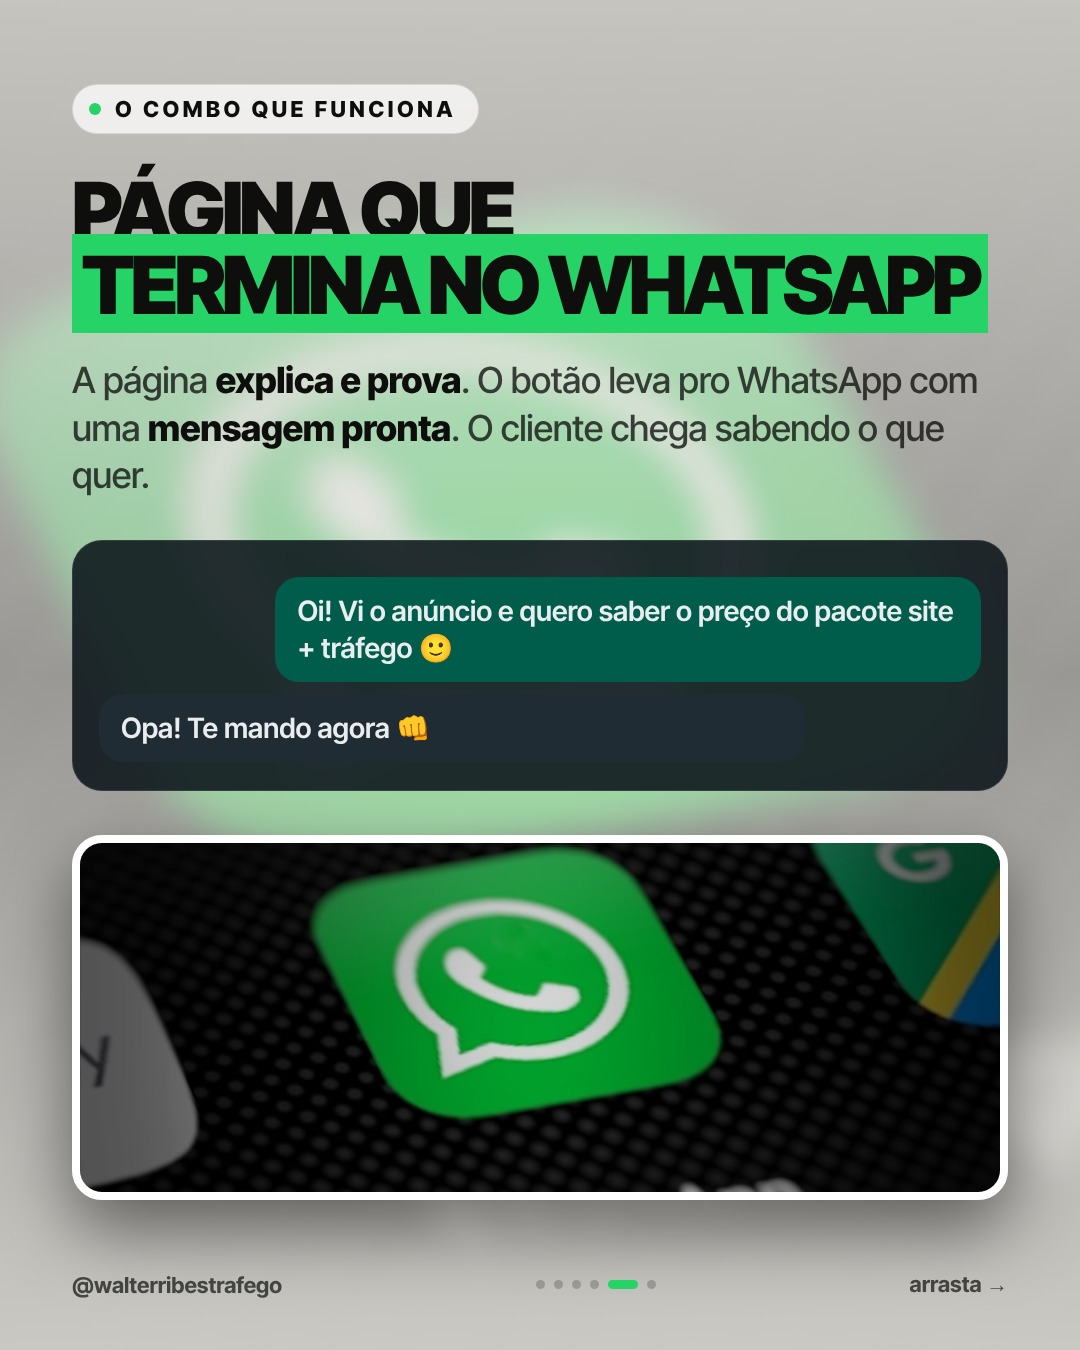 O COMBO QUE FUNCIONA
PÁGINA QUE
TERMINA NO WHATSAPP
A página explica e prova. O botão leva pro WhatsApp com
uma mensagem pronta. O cliente chega sabendo o que
quer.
Oi! Vi o anúncio e quero saber o preço do pacote site
+ tráfego 🙂
Opa! Te mando agora 👊
G
y
@walterribestrafego
arrasta →